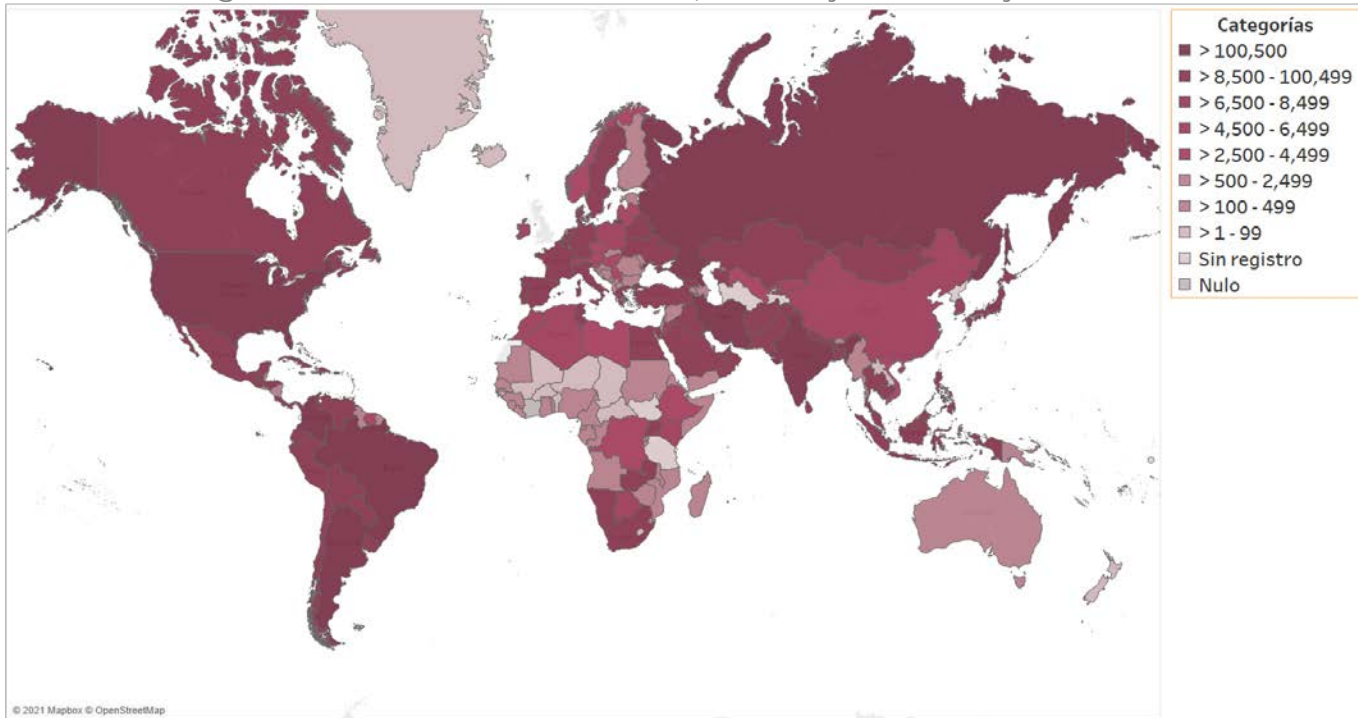 Categorías
> 100,500
> 8,500 - 100,499
> 6,500 - 8,499
> 4,500 - 6,499
> 2,500 - 4,499
> 500 - 2,499
> 100 - 499
> 1 - 99
Sin registro
Nulo
© 2021 Mapbox © OpenStreetMap